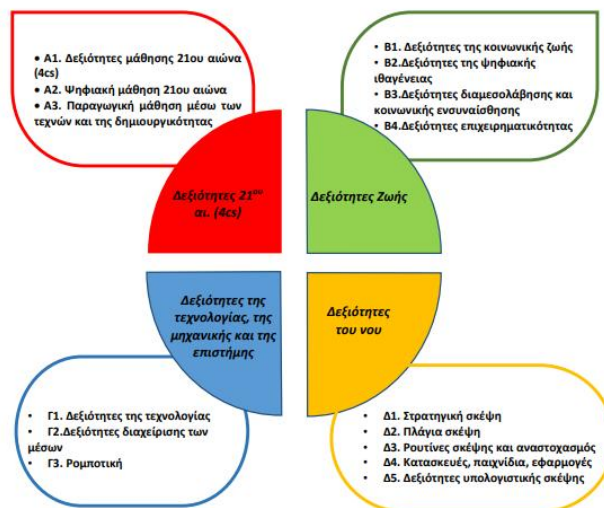 • Α1. Δεξιότητες μάθησης 21ου αιώνα
(4cs)
• Α2. Ψηφιακή μάθηση 21ου αιώνα
• Α3. Παραγωγική μάθηση μέσω των
τεχνών και της δημιουργικότητας
• Β1. Δεξιότητες της κοινωνικής ζωής
• Β2.Δεξιότητες της ψηφιακής
ιθαγένειας
• Β3.Δεξιότητες διαμεσολάβησης και
κοινωνικής ενσυναίσθησης
• Β4.Δεξιότητες επιχειρηματικότητας
Δεξιότητες 21ου
αι. (4cs)
Δεξιότητες Ζωής
Δεξιότητες της
τεχνολογίας, της
μηχανικής και της
επιστήμης
Δεξιότητες
του νου
• Γ1. Δεξιότητες της τεχνολογίας
• Γ2.Δεξιότητες διαχείρισης των
μέσων
• Γ3. Ρομποτική
• Δ1. Στρατηγική σκέψη
• Δ2. Πλάγια σκέψη
• Δ3. Ρουτίνες σκέψης και αναστοχασμός
• Δ4. Κατασκευές, παιχνίδια, εφαρμογές
• Δ5. Δεξιότητες υπολογιστικής σκέψης